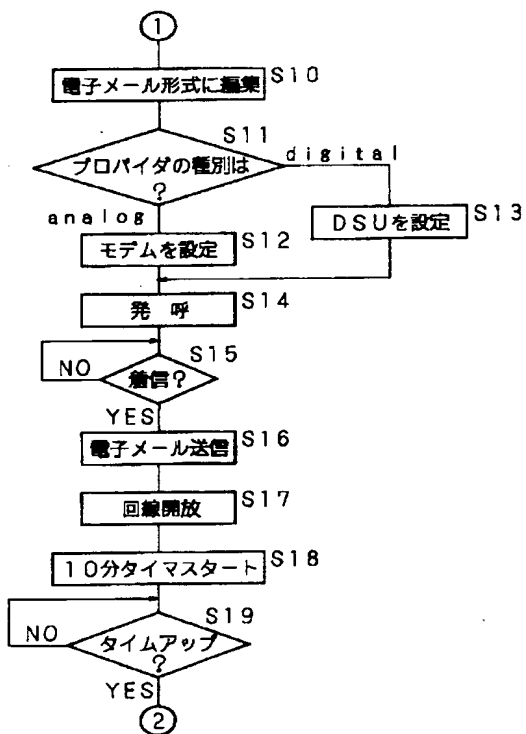 1
電子メール形式に編集
S10
S11
プロバイダの種別は
?
digital
analog
モデムを設定
S12
DSUを設定
S13
発 呼
S14
S15
着信?
NO
YES
電子メール送信
S16
回線開放
S17
10分タイマスタート
S18
S19
タイムアップ
?
NO
YES
2